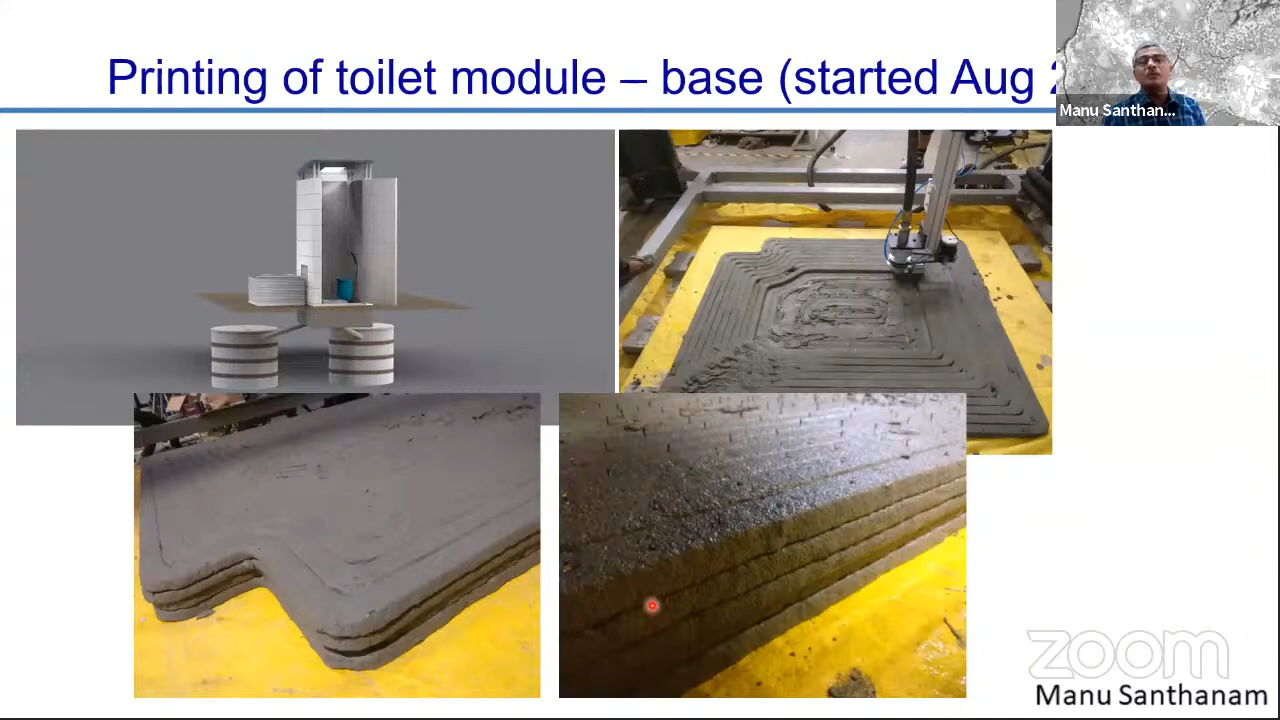 Printing of toilet module – base (started Aug
Manu Santhan...
zoom
Manu Santhanam